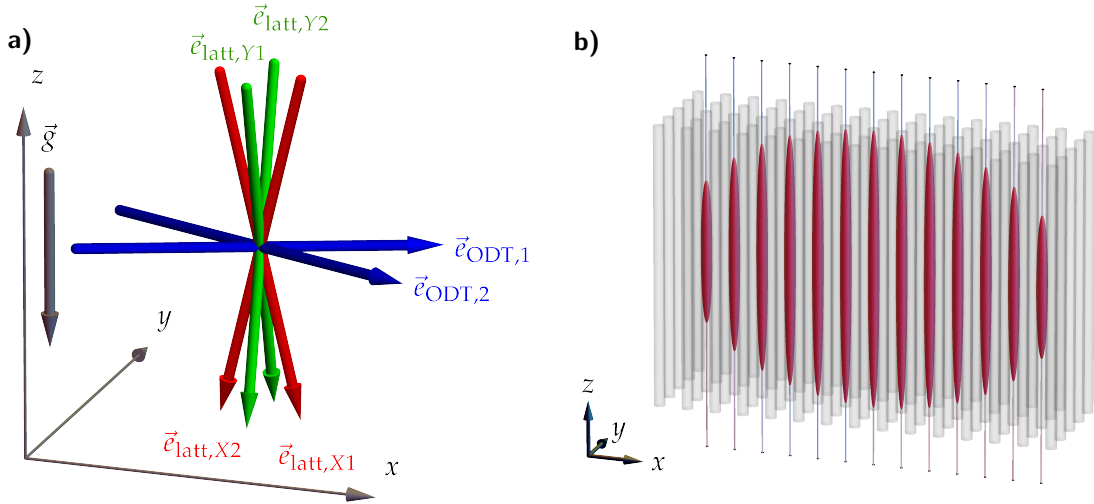 a)
z
g⃗
e⃗latt,Y1
e⃗latt,Y2
e⃗ODT,1
e⃗ODT,2
y
e⃗latt,X2
e⃗latt,X1
x
b)
z
y
x